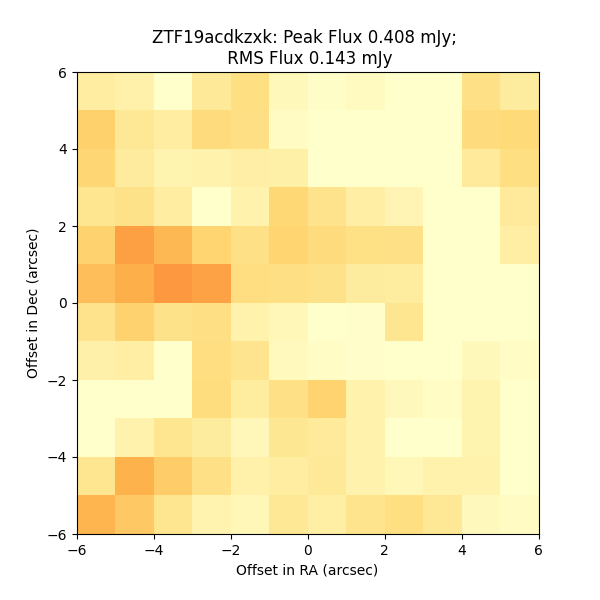 ZTF19acdkzxk: Peak Flux 0.408 mJy;
RMS Flux 0.143 mJy
6
4
2
0
−2
−4
−6
Offset in Dec (arcsec)
−6 −4 −2 0 2 4 6
Offset in RA (arcsec)